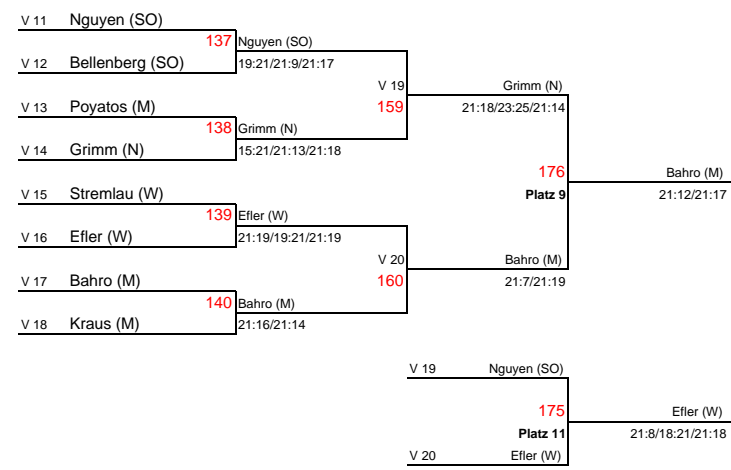 V 11 Nguyen (SO)
137 Nguyen (SO)
V 12 Bellenberg (SO) 19:21/21:9/21:17
V 19 Grimm (N)
V 13 Poyatos (M) 159 21:18/23:25/21:14
138 Grimm (N)
V 14 Grimm (N) 15:21/21:13/21:18
176 Bahro (M)
V 15 Stremlau (W) Platz 9 21:12/21:17
139 Efler (W)
V 16 Efler (W) 21:19/19:21/21:19
V 20 Bahro (M)
V 17 Bahro (M) 160 21:7/21:19
140 Bahro (M)
V 18 Kraus (M) 21:16/21:14
V 19 Nguyen (SO)
175 Efler (W)
Platz 11 21:8/18:21/21:18
V 20 Efler (W)